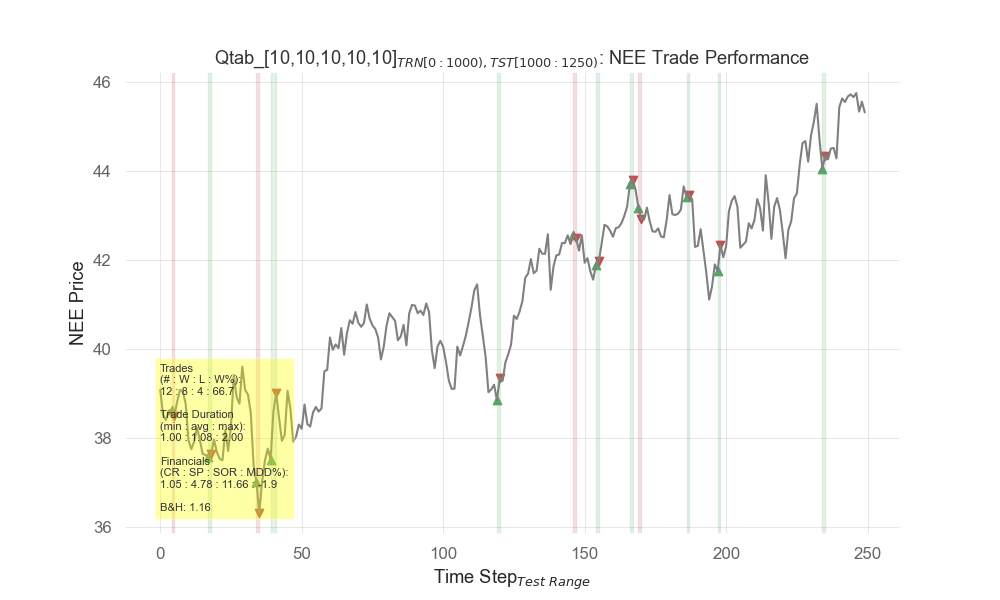 Qtab_[10,10,10,10,10]TRN[0 : 1000), TST[1000 : 1250): NEE Trade Performance
46
44
42
40
38
36
NEE Price
Trades
(# : W : L : W%):
12 : 8 : 4 : 66.7
Trade Duration
(min : avg : max):
1.00 : 1.08 : 2.00
Financials
(CR : SP : SOR : MDD%):
1.05 : 4.78 : 11.66 : -1.9
B&H: 1.16
0 50 100 150 200 250
Time StepTest Range